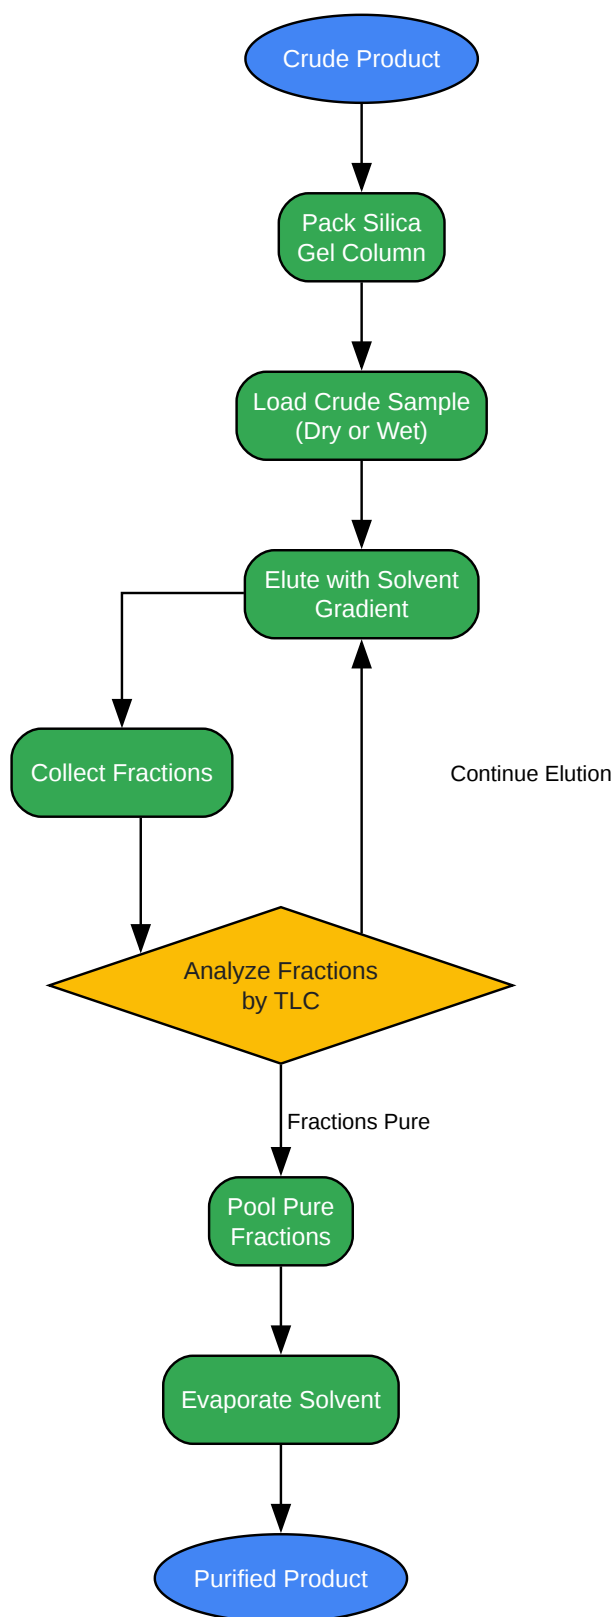 Crude Product
Pack Silica
Gel Column
Load Crude Sample
(Dry or Wet)
Elute with Solvent
Gradient
Collect Fractions
Continue Elution
Analyze Fractions
by TLC
Fractions Pure
Pool Pure
Fractions
Evaporate Solvent
Purified Product